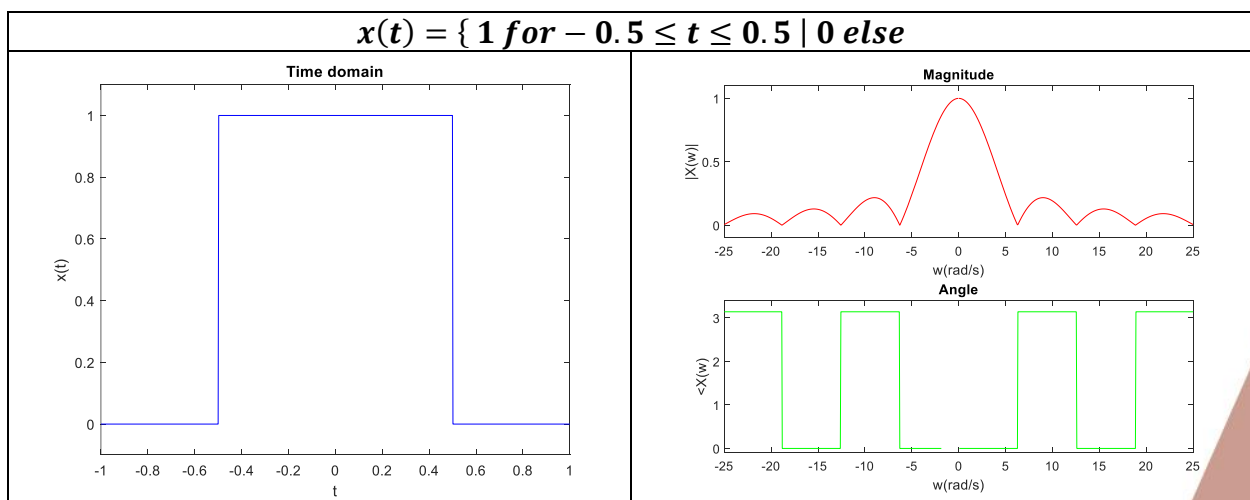 x(t) = { 1 for − 0.5 ≤ t ≤ 0.5 | 0 else
Time domain
1
0.8
0.6
0.4
0.2
0
x(t)
-1 -0.8 -0.6 -0.4 -0.2 0 0.2 0.4 0.6 0.8 1
t
Magnitude
1
0.5
0
|X(w)|
-25 -20 -15 -10 -5 0 5 10 15 20 25
w(rad/s)
Angle
3
2
1
0
<X(w)
-25 -20 -15 -10 -5 0 5 10 15 20 25
w(rad/s)